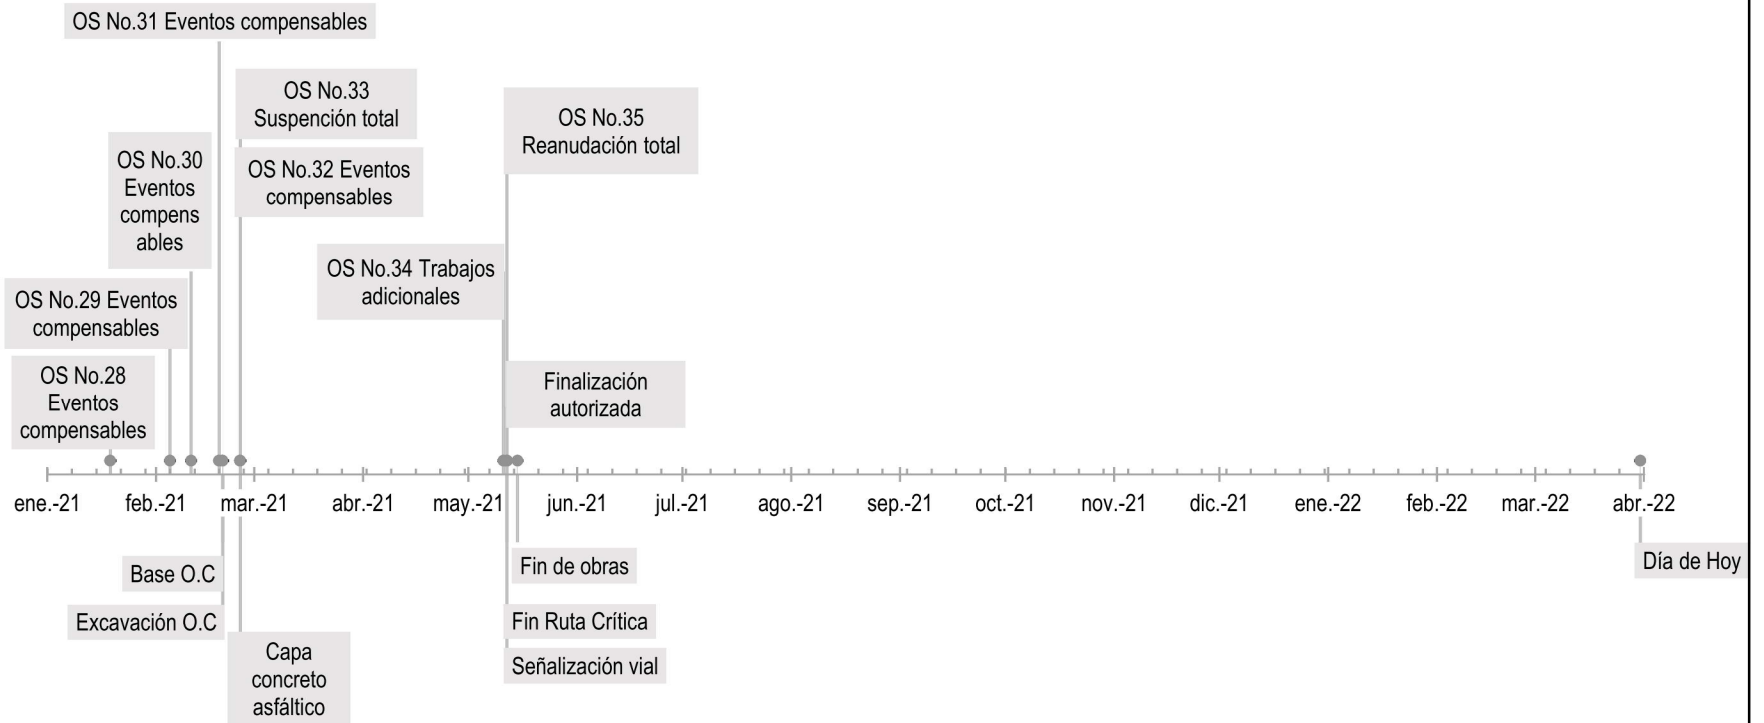 OS No.31 Eventos compensables
OS No.33
Suspención total
OS No.35
Reanudación total
OS No.30
Eventos
compens
ables
OS No.32 Eventos
compensables
OS No.34 Trabajos
adicionales
OS No.29 Eventos
compensables
OS No.28
Eventos
compensables
Finalización
autorizada
ene.-21 feb.-21 mar.-21 abr.-21 may.-21 jun.-21 jul.-21 ago.-21 sep.-21 oct.-21 nov.-21 dic.-21 ene.-22 feb.-22 mar.-22 abr.-22
Base O.C
Fin de obras
Día de Hoy
Excavación O.C
Fin Ruta Crítica
Capa
concreto
asfáltico
Señalización vial